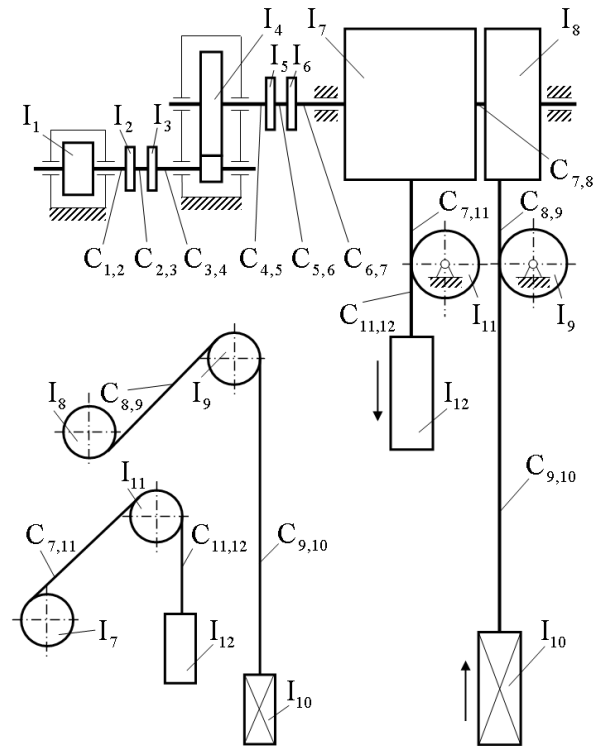 I4
I7
I8
I5 I6
I1
I2
I3
C7,8
C7,11
C8,9
C1,2 C2,3 C3,4 C4,5 C5,6 C6,7
C11,12
I11
I9
I12
I8
C8,9
I9
C9,10
I11
C7,11
C11,12
C9,10
I7
I12
I10
I10